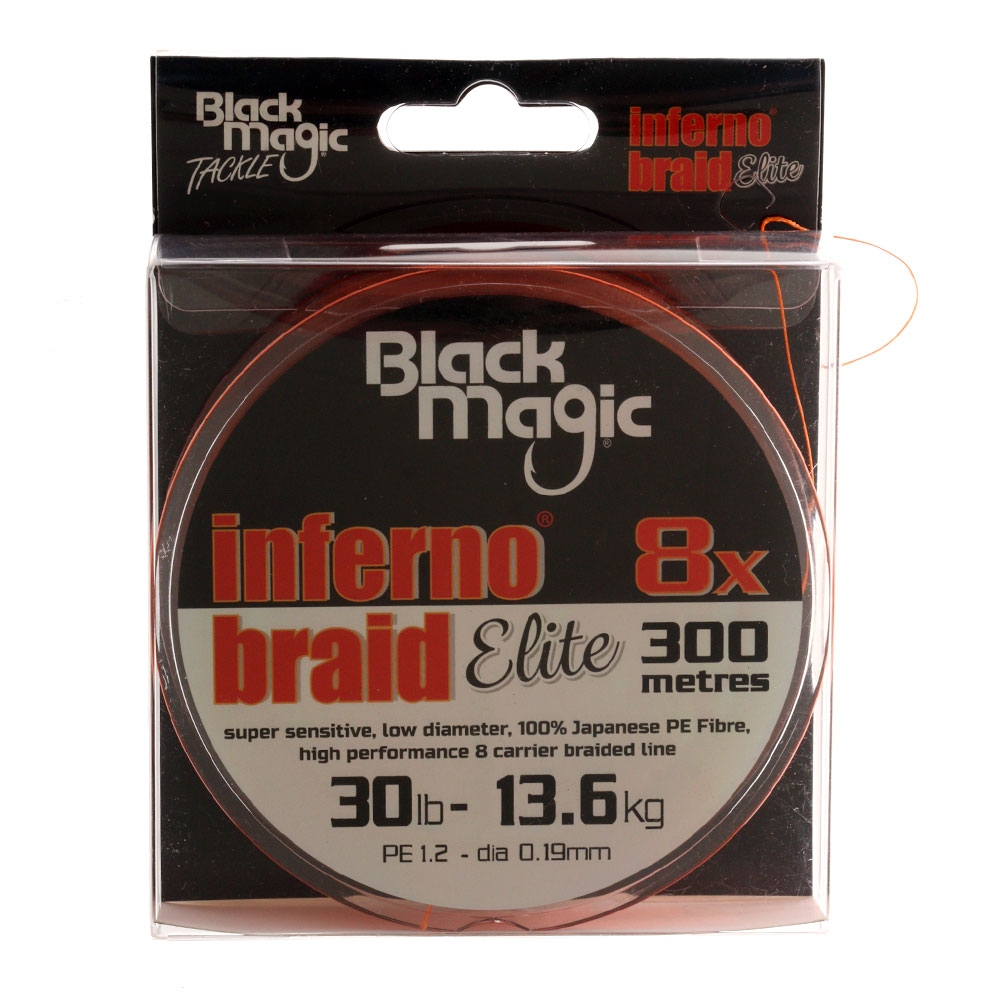 Black
Magic®
TACKLE
inferno®
braid Elite
Black
Magic®
inferno® 8x
braid Elite 300
metres
super sensitive, low diameter, 100% Japanese PE Fibre,
high performance 8 carrier braided line
30lb- 13.6kg
PE 1.2 - dia 0.19mm